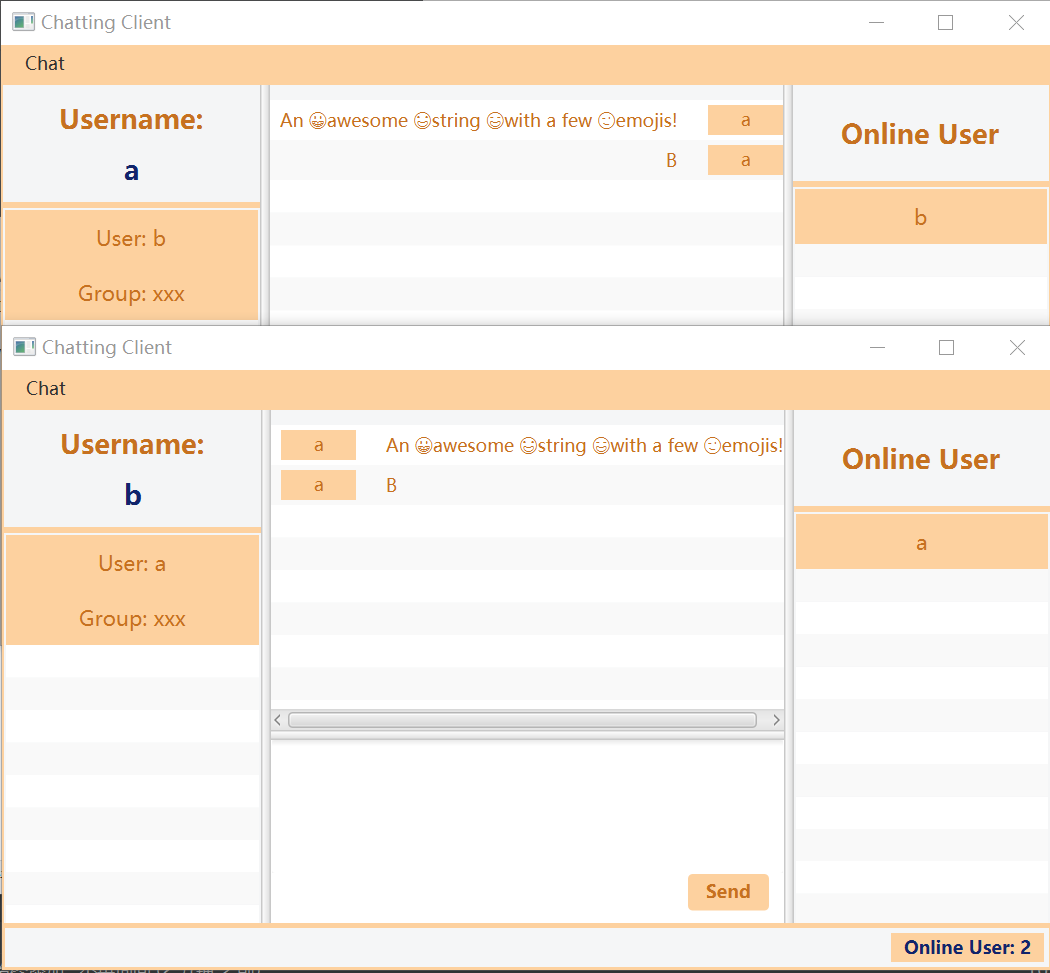 Chatting Client
Chat
Username:
a
User: b
Group: xxx
An 😀awesome 😃string 😄with a few 😉emojis! a
B a
Online User
b
Chatting Client
Chat
Username:
b
User: a
Group: xxx
a An 😀awesome 😃string 😄with a few 😉emojis!
a B
Send
Online User
a
Online User: 2